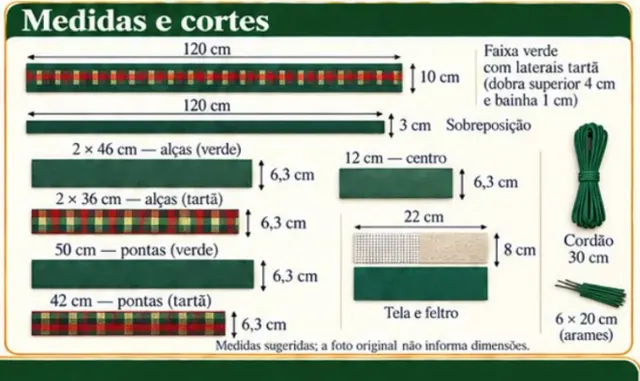 Medidas e cortes
120 cm
10 cm
Faixa verde
com laterais tartã
(dobra superior 4 cm
e bainha 1 cm)
120 cm
3 cm Sobreposição
2 × 46 cm — alças (verde)
6,3 cm
12 cm — centro
6,3 cm
2 × 36 cm — alças (tartã)
6,3 cm
22 cm
8 cm
Tela e feltro
50 cm — pontas (verde)
6,3 cm
42 cm — pontas (tartã)
6,3 cm
Cordão
30 cm
6 × 20 cm
(arames)
Medidas sugeridas; a foto original não informa dimensões.